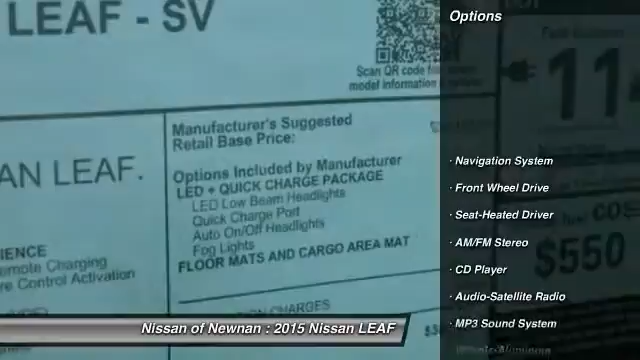 LEAF - SV
Scan QR code
model information
Manufacturer's Suggested
Retail Base Price:
AN LEAF.
Options Included by Manufacturer
LED + QUICK CHARGE PACKAGE
LED Low Beam Headlights
Quick Charge Port
Auto On/Off Headlights
Fog Lights
FLOOR MATS AND CARGO AREA MAT
IENCE
emote Charging
e Control Activation
CHARGES
Options
· Navigation System
· Front Wheel Drive
· Seat-Heated Driver
· AM/FM Stereo
· CD Player
· Audio-Satellite Radio
· MP3 Sound System
11
$550
Nissan of Newnan : 2015 Nissan LEAF